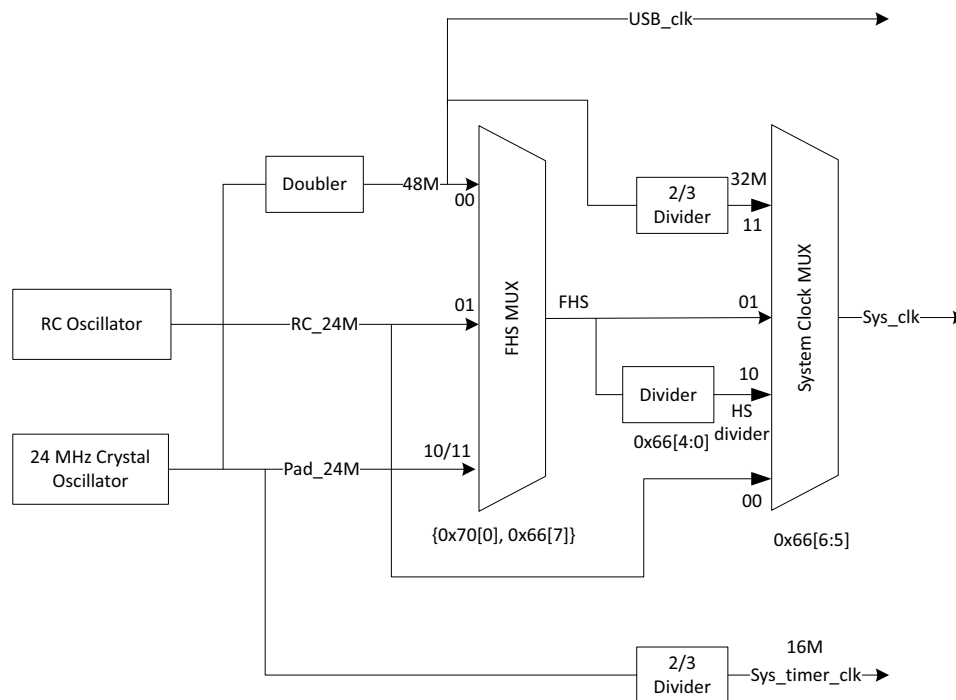 USB_clk
Doubler
48M
00
2/3
Divider
32M
11
RC Oscillator
RC_24M
01
FHS MUX
FHS
01
System Clock MUX
Sys_clk
Divider
10
HS
divider
0x66[4:0]
24 MHz Crystal
Oscillator
Pad_24M
10/11
00
{0x70[0], 0x66[7]}
0x66[6:5]
2/3
Divider
16M
Sys_timer_clk